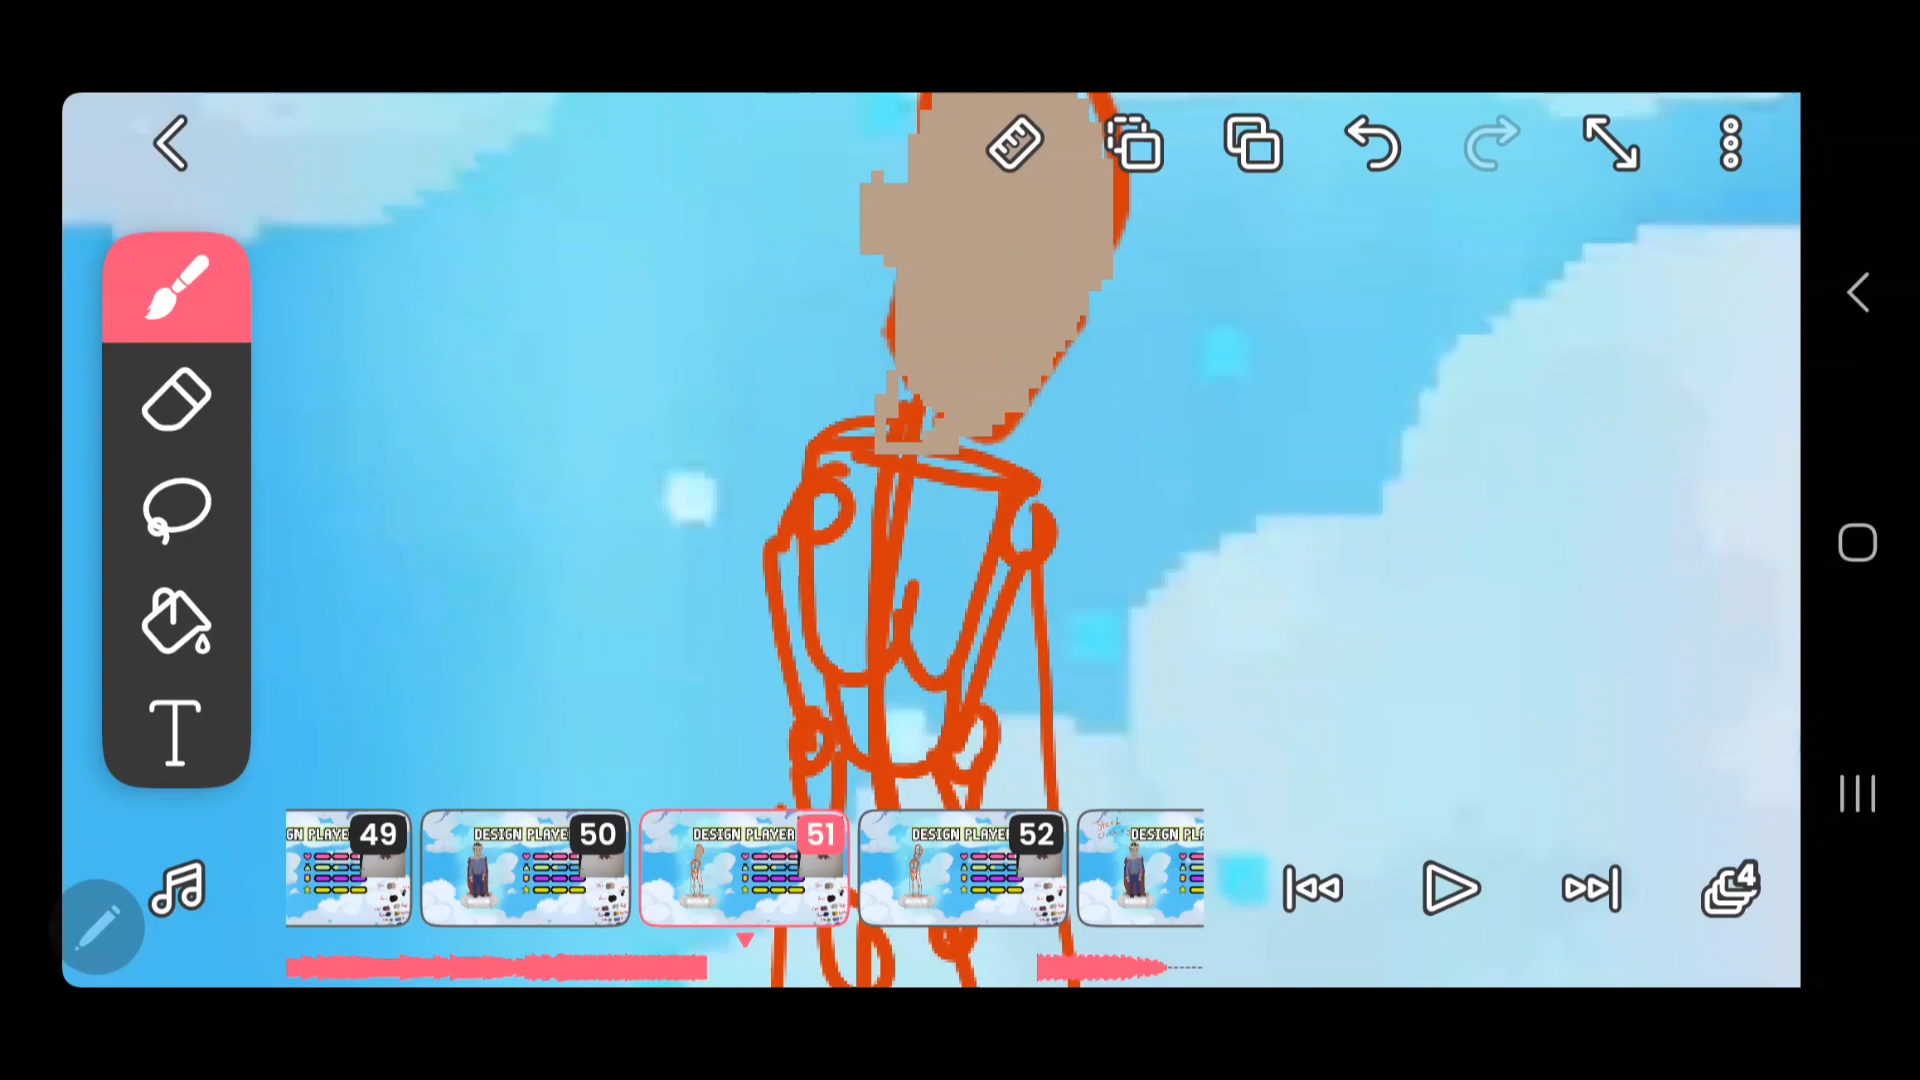 GN PLAYE 49
DESIGN PLAYE 50
DESIGN PLAYER 51
DESIGN PLAYE 52
DESIGN PLA
T
4